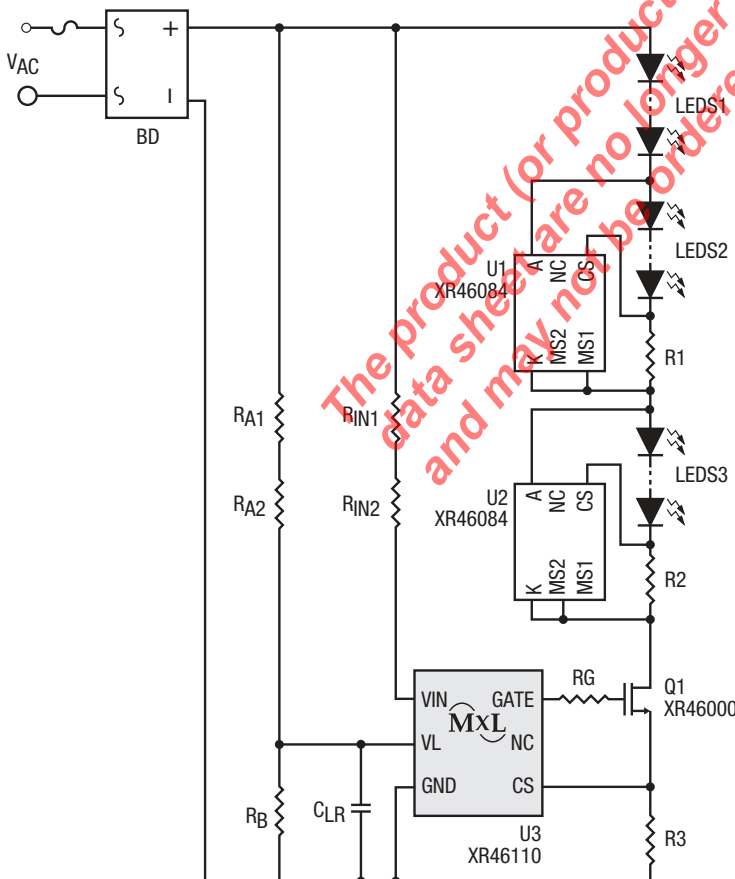 VAC
+
BD
LEDS1
LEDS2
U1
XR46084
A
NC
CS
K
MS2
MS1
R1
RA1
RIN1
LEDS3
RA2
RIN2
U2
XR46084
A
NC
CS
K
MS2
MS1
R2
RG
Q1
XR46000
VIN
GATE
MXL
VL
NC
GND
CS
RB
CLR
U3
XR46110
R3
The product (or product
data sheet are no longer
and may not be ordere